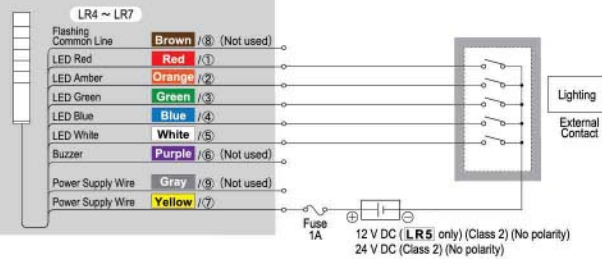 LR4 ~ LR7
Flashing
Common Line Brown /⑧ (Not used)
LED Red Red /①
LED Amber Orange /②
LED Green Green /③
LED Blue Blue /④
LED White White /⑤
Buzzer Purple /⑥ (Not used)
Power Supply Wire Gray /⑨ (Not used)
Power Supply Wire Yellow /⑦
Lighting
External
Contact
Fuse
1A
12 V DC ( LR5 only) (Class 2) (No polarity)
24 V DC (Class 2) (No polarity)